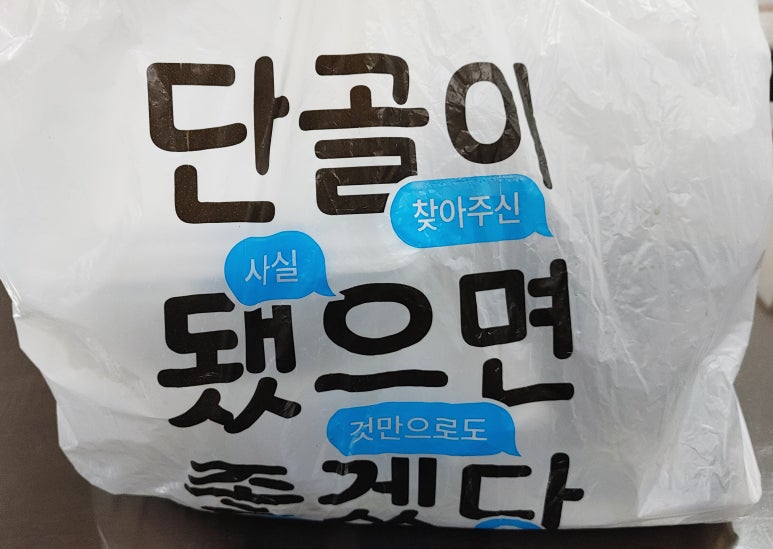 단골이
찾아주신
사실
됐으면
것만으로도
좋겠당